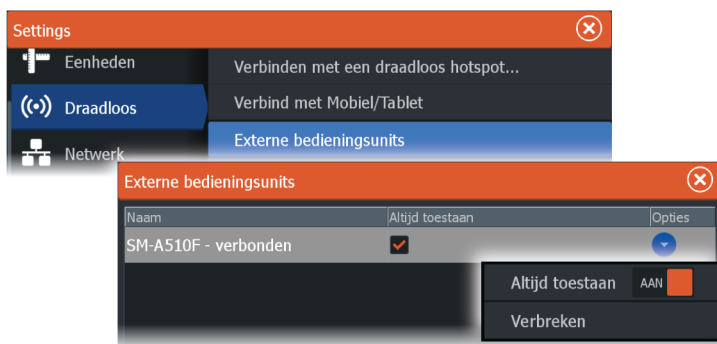 Settings
Eenheden
Draadloos
Netwerk
Verbinden met een draadloos hotspot...
Verbind met Mobiel/Tablet
Externe bedieningsunits
Externe bedieningsunits
Naam Altijd toestaan Opties
SM-A510F - verbonden
Altijd toestaan AAN
Verbreken